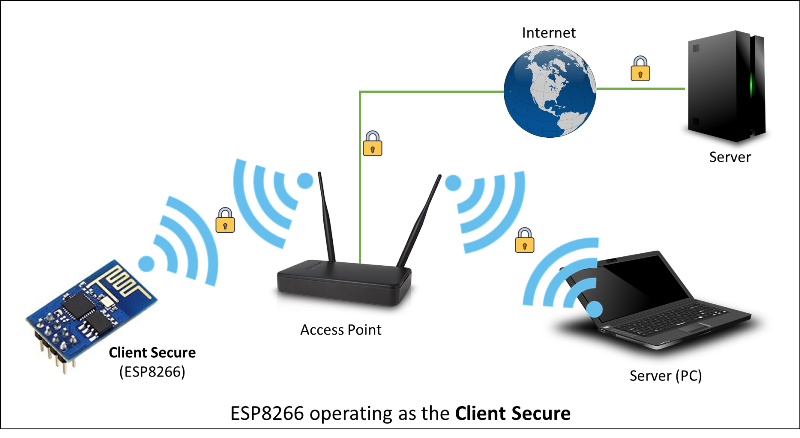 Internet
Server
Access Point
Client Secure
(ESP8266)
Server (PC)
ESP8266 operating as the Client Secure